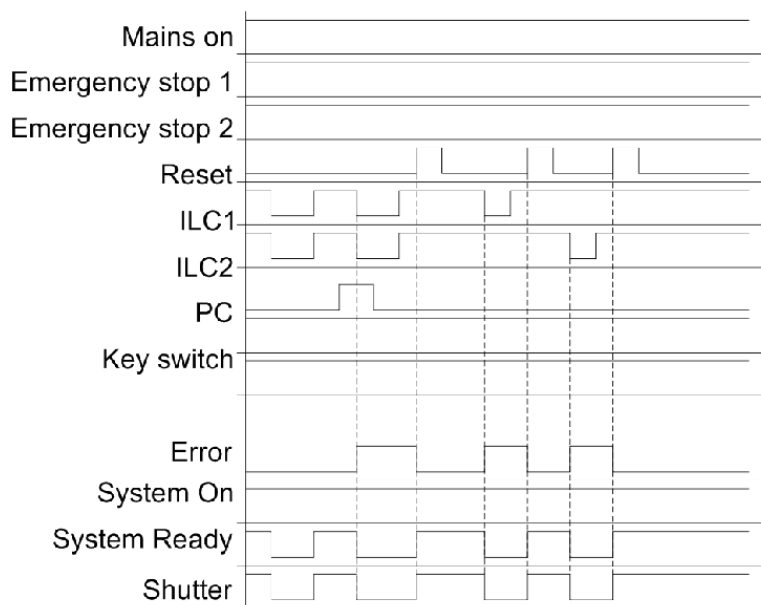 Mains on
Emergency stop 1
Emergency stop 2
Reset
ILC1
ILC2
PC
Key switch
Error
System On
System Ready
Shutter